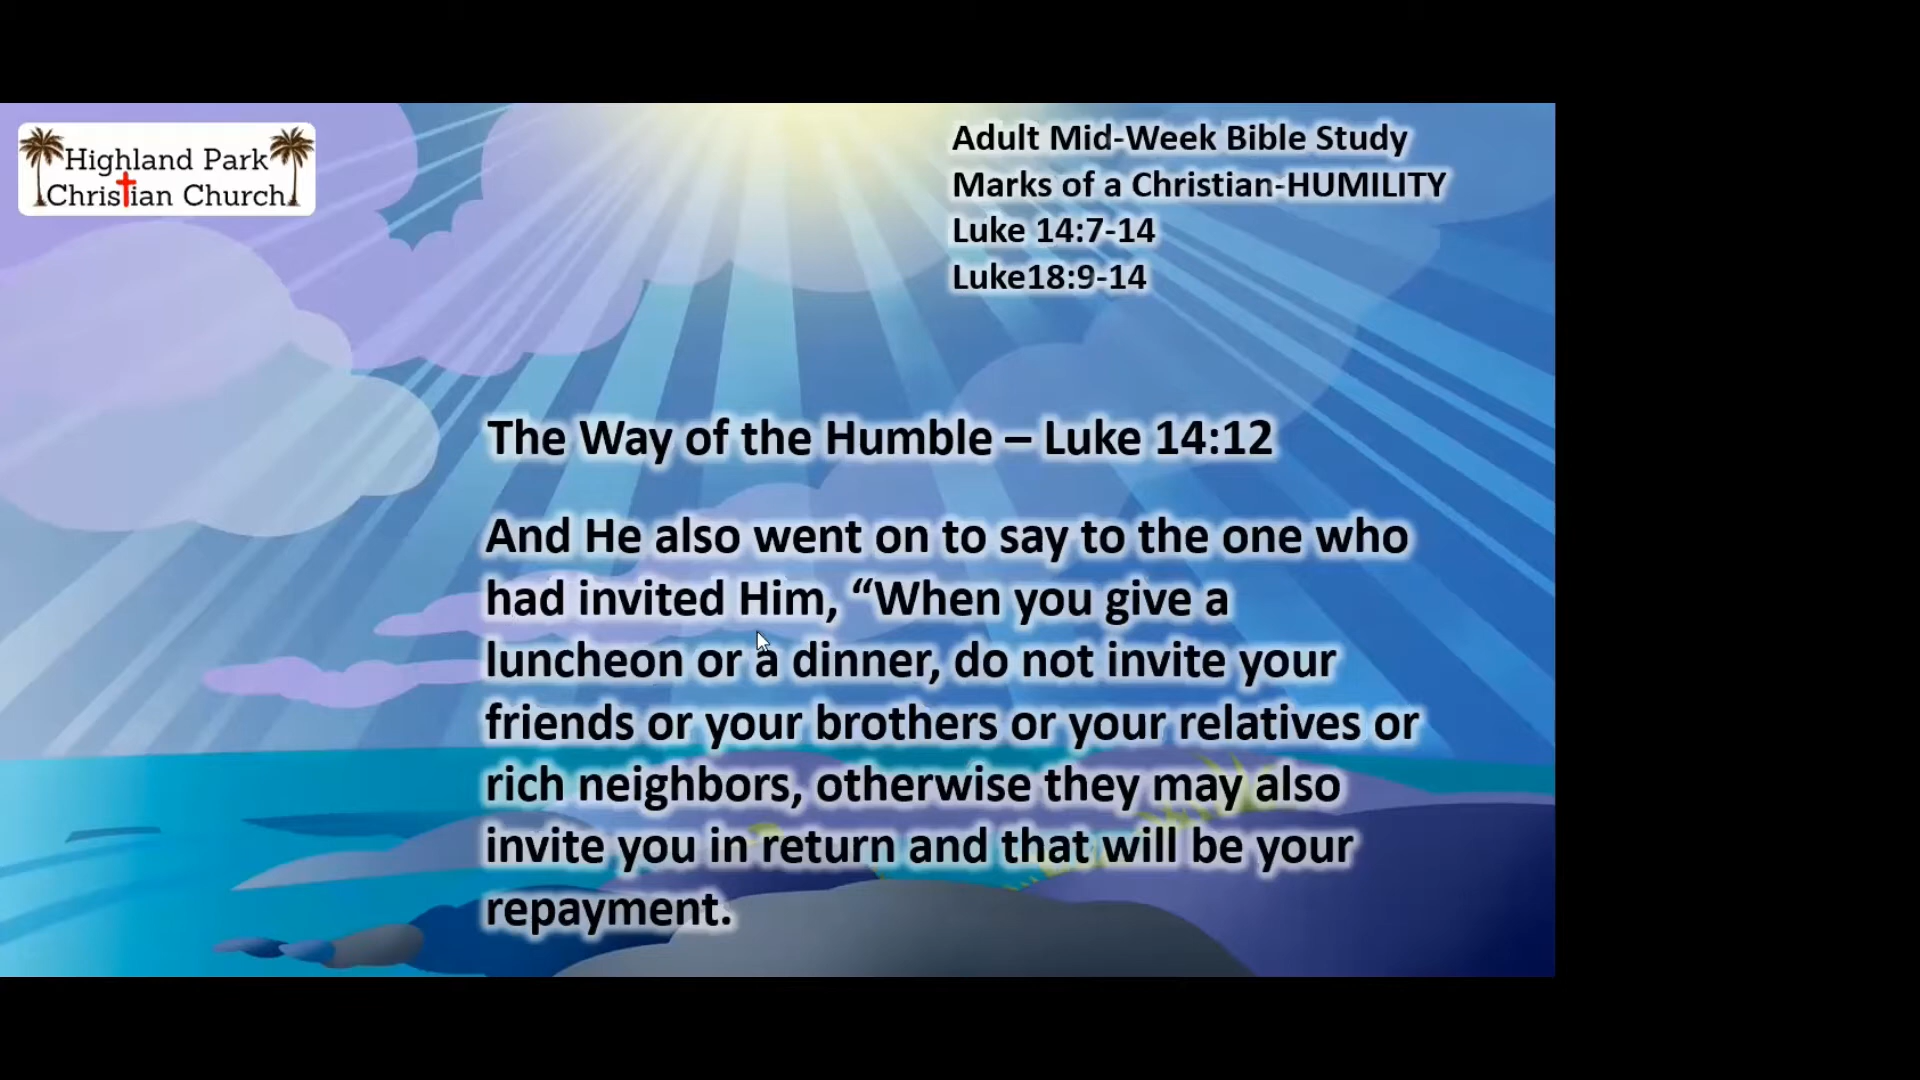 Highland Park
Christian Church
Adult Mid-Week Bible Study
Marks of a Christian-HUMILITY
Luke 14:7-14
Luke18:9-14
The Way of the Humble – Luke 14:12
And He also went on to say to the one who
had invited Him, “When you give a
luncheon or a dinner, do not invite your
friends or your brothers or your relatives or
rich neighbors, otherwise they may also
invite you in return and that will be your
repayment.